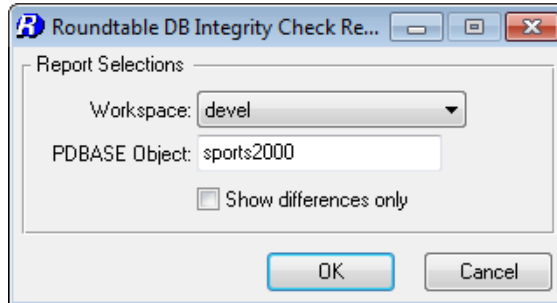 Roundtable DB Integrity Check Re...
Report Selections
Workspace: devel
PDBASE Object: sports2000
Show differences only
OK Cancel